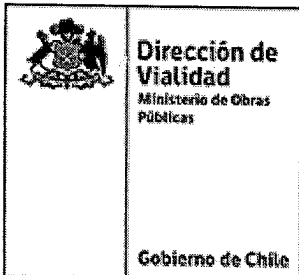 Dirección de
Vialidad
Ministerio de Obras
Públicas
Gobierno de Chile